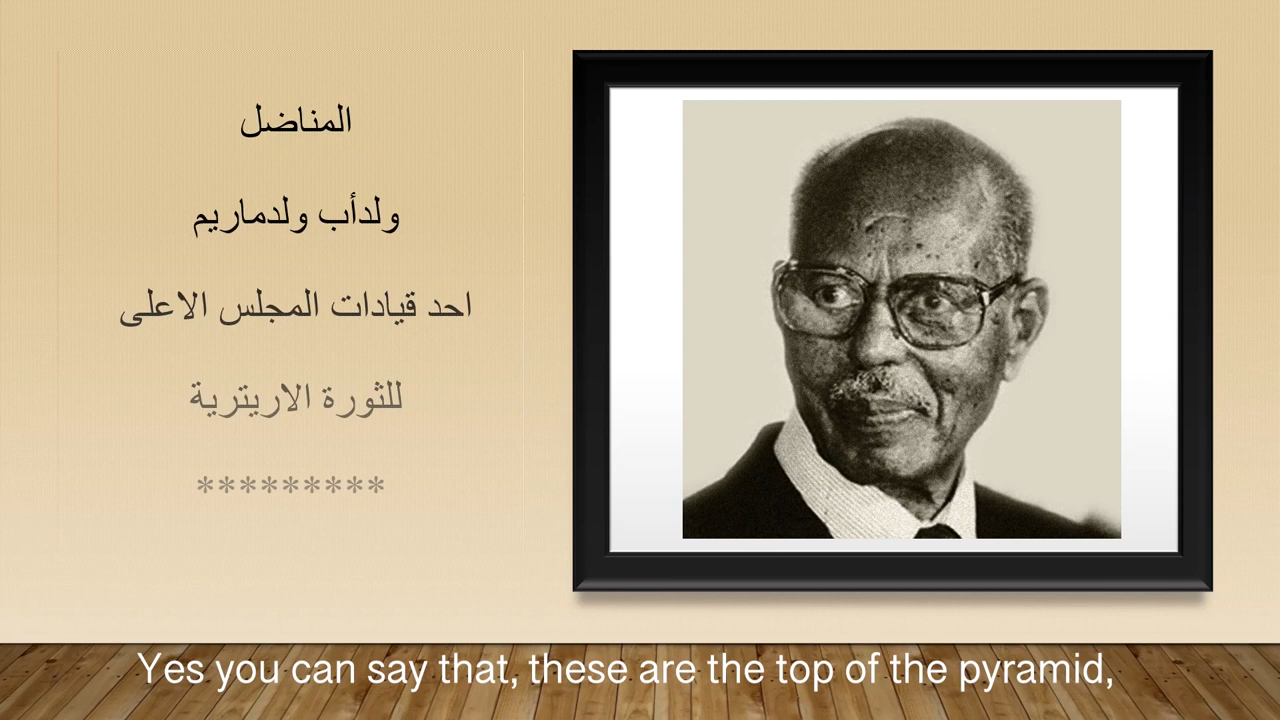 المناضل
ولدأب ولدماريم
احد قيادات المجلس الاعلى
للثورة الاريترية
*********
Yes you can say that, these are the top of the pyramid,